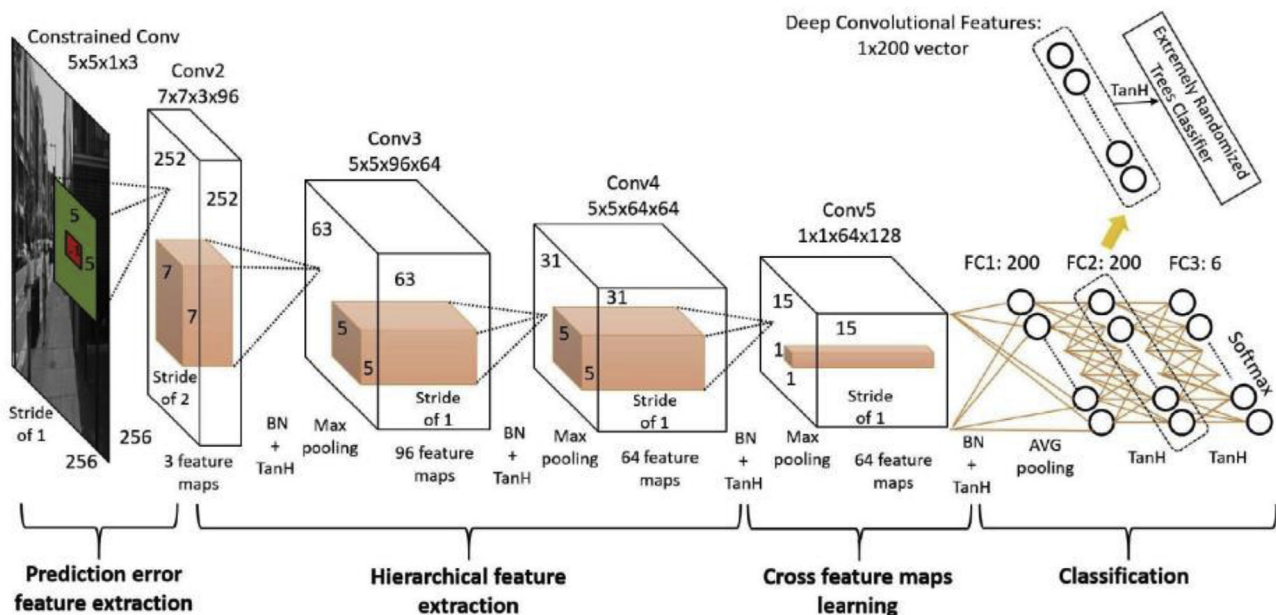 Constrained Conv
5x5x1x3
Conv2
7x7x3x96
Conv3
5x5x96x64
Conv4
5x5x64x64
Conv5
1x1x64x128
Deep Convolutional Features:
1x200 vector
TanH
Extremely Randomized
Trees Classifier
5
5
252
252
7
7
63
63
5
5
31
31
5
5
15
15
1
1
FC1: 200
FC2: 200
FC3: 6
Softmax
Stride
of 1
256
256
Stride
of 2
3 feature
maps
BN
+
TanH
Max
pooling
Stride
of 1
96 feature
maps
BN
+
TanH
Max
pooling
Stride
of 1
64 feature
maps
BN
+
TanH
Max
pooling
Stride
of 1
64 feature
maps
BN
+
TanH
AVG
pooling
TanH
TanH
Prediction error
feature extraction
Hierarchical feature
extraction
Cross feature maps
learning
Classification